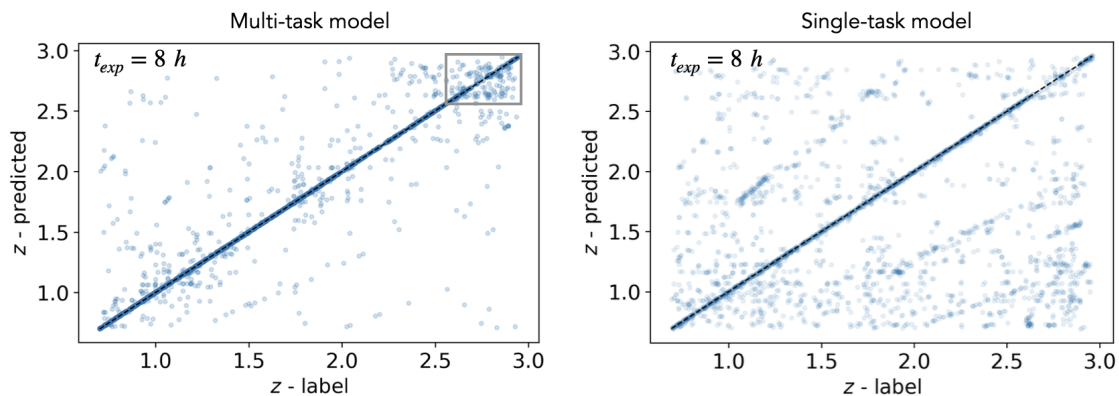 Multi-task model
t_exp = 8 h
3.0
2.5
2.0
1.5
1.0
z - predicted
1.0 1.5 2.0 2.5 3.0
z - label
Single-task model
t_exp = 8 h
3.0
2.5
2.0
1.5
1.0
z - predicted
1.0 1.5 2.0 2.5 3.0
z - label